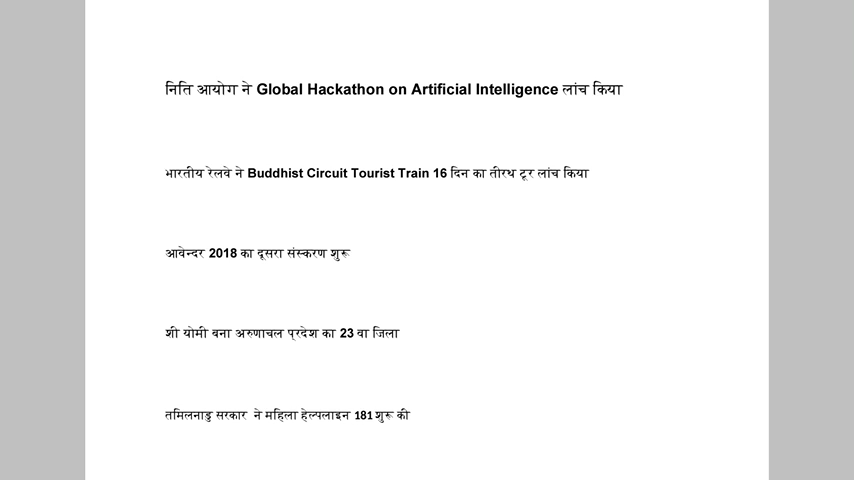 निति आयोग ने Global Hackathon on Artificial Intelligence लांच किया
भारतीय रेलवे ने Buddhist Circuit Tourist Train 16 दिन का तीरथ टूर लांच किया
आवेन्दर 2018 का दूसरा संस्करण शुरू
शी योमी बना अरुणाचल प्रदेश का 23 वा जिला
तमिलनाडु सरकार ने महिला हेल्पलाइन 181 शुरू की